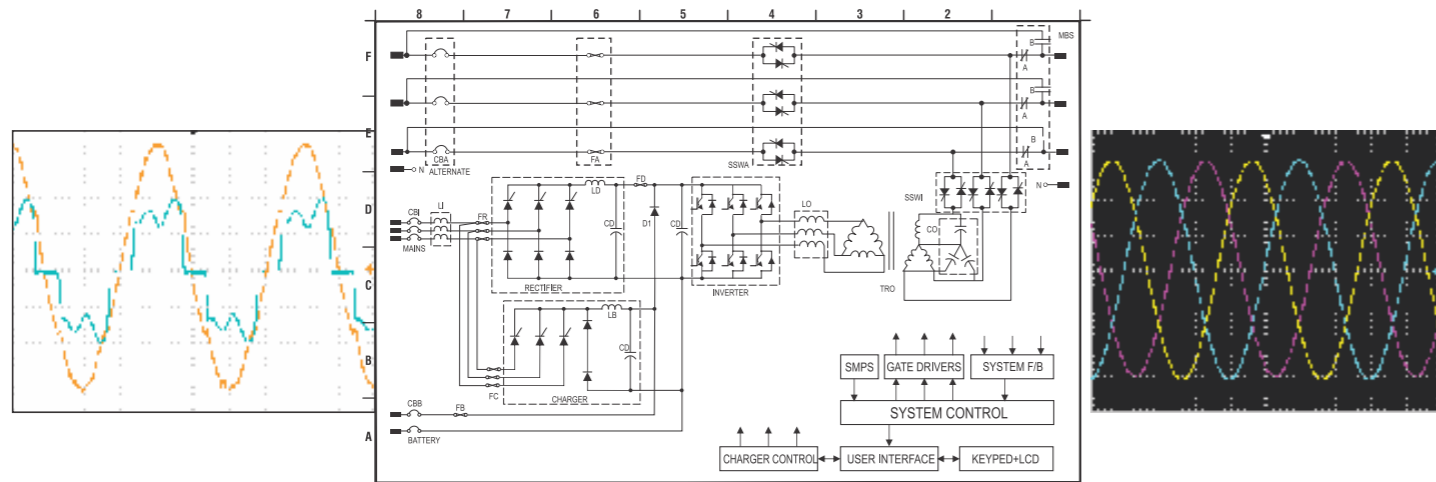 8 7 6 5 4 3 2
F
E
D
C
B
A
B MBS
A
B
A
B
A
CBA
N ALTERNATE
FA
SSWA
N
SSWI
CBI
LI
FR
MAINS
LD
CD
RECTIFIER
FD
D1
CD
INVERTER
LO
TRO
CO
LB
CD
FC
CHARGER
CBB
FB
BATTERY
SMPS
GATE DRIVERS
SYSTEM F/B
SYSTEM CONTROL
CHARGER CONTROL
USER INTERFACE
KEYPED+LCD